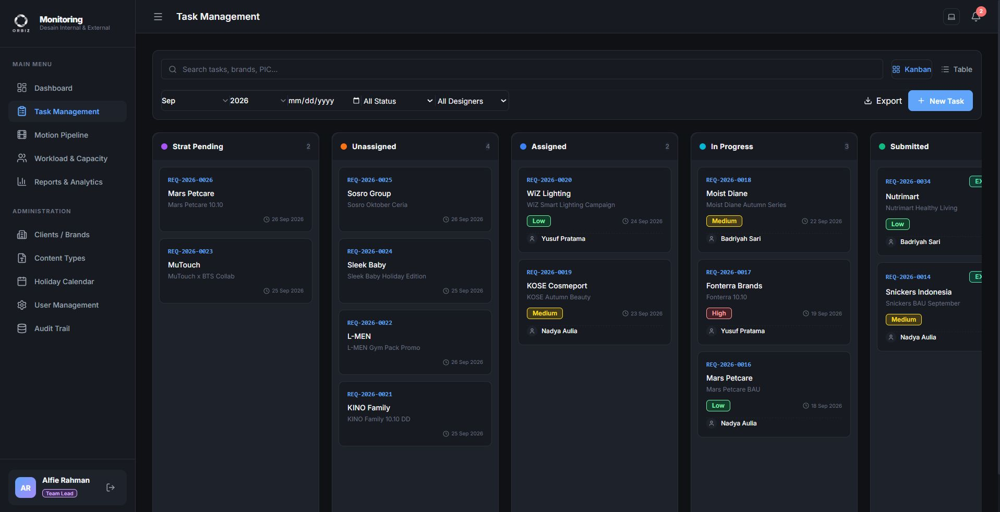 ORBIZ
Monitoring
Desain Internal & External
MAIN MENU
Dashboard
Task Management
Motion Pipeline
Workload & Capacity
Reports & Analytics
ADMINISTRATION
Clients / Brands
Content Types
Holiday Calendar
User Management
Audit Trail
AR
Alfie Rahman
Team Lead
Task Management
2
Search tasks, brands, PIC...
Kanban
Table
Sep
2026
mm/dd/yyyy
All Status
All Designers
Export
New Task
Strat Pending
2
REQ-2026-0026
Mars Petcare
Mars Petcare 10.10
26 Sep 2026
REQ-2026-0023
MuTouch
MuTouch x BTS Collab
25 Sep 2026
Unassigned
4
REQ-2026-0025
Sosro Group
Sosro Oktober Ceria
26 Sep 2026
REQ-2026-0024
Sleek Baby
Sleek Baby Holiday Edition
25 Sep 2026
REQ-2026-0022
L-MEN
L-MEN Gym Pack Promo
26 Sep 2026
REQ-2026-0021
KINO Family
KINO Family 10.10 DD
25 Sep 2026
Assigned
2
REQ-2026-0020
WiZ Lighting
WiZ Smart Lighting Campaign
Low
24 Sep 2026
Yusuf Pratama
REQ-2026-0019
KOSE Cosmeport
KOSE Autumn Beauty
Medium
23 Sep 2026
Nadya Aulia
In Progress
3
REQ-2026-0018
Moist Diane
Moist Diane Autumn Series
Medium
22 Sep 2026
Badriyah Sari
REQ-2026-0017
Fonterra Brands
Fonterra 10.10
High
19 Sep 2026
Yusuf Pratama
REQ-2026-0016
Mars Petcare
Mars Petcare BAU
Low
18 Sep 2026
Nadya Aulia
Submitted
REQ-2026-0034
EX
Nutrimart
Nutrimart Healthy Living
Low
Badriyah Sari
REQ-2026-0014
EX
Snickers Indonesia
Snickers BAU September
Medium
Nadya Aulia